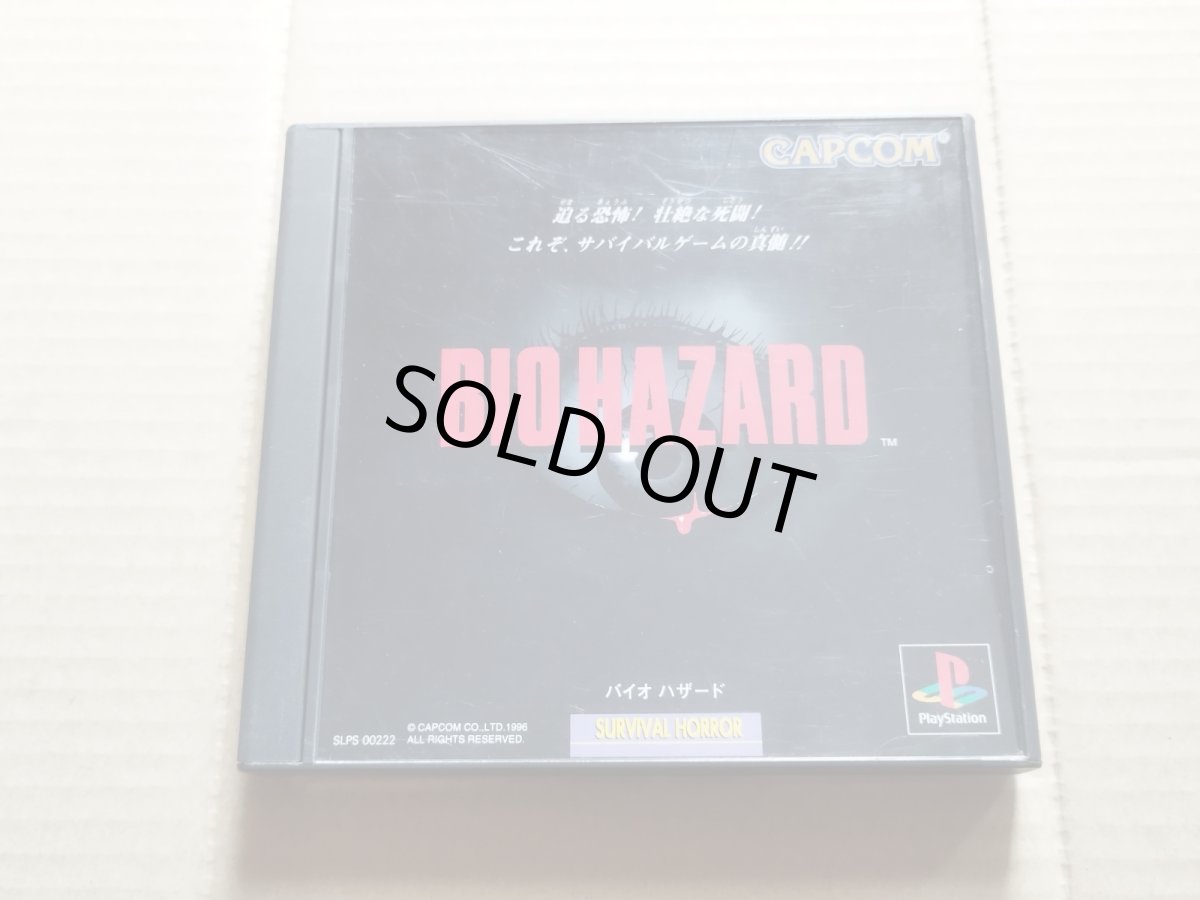 CAPCOM
迫る恐怖! 壮絶な死闘!
これぞ、サバイバルゲームの真髄!!
BIO HAZARD ™
SOLD OUT
バイオ ハザード
SURVIVAL HORROR
SLPS 00222
© CAPCOM CO.,LTD.1996
ALL RIGHTS RESERVED.
PlayStation